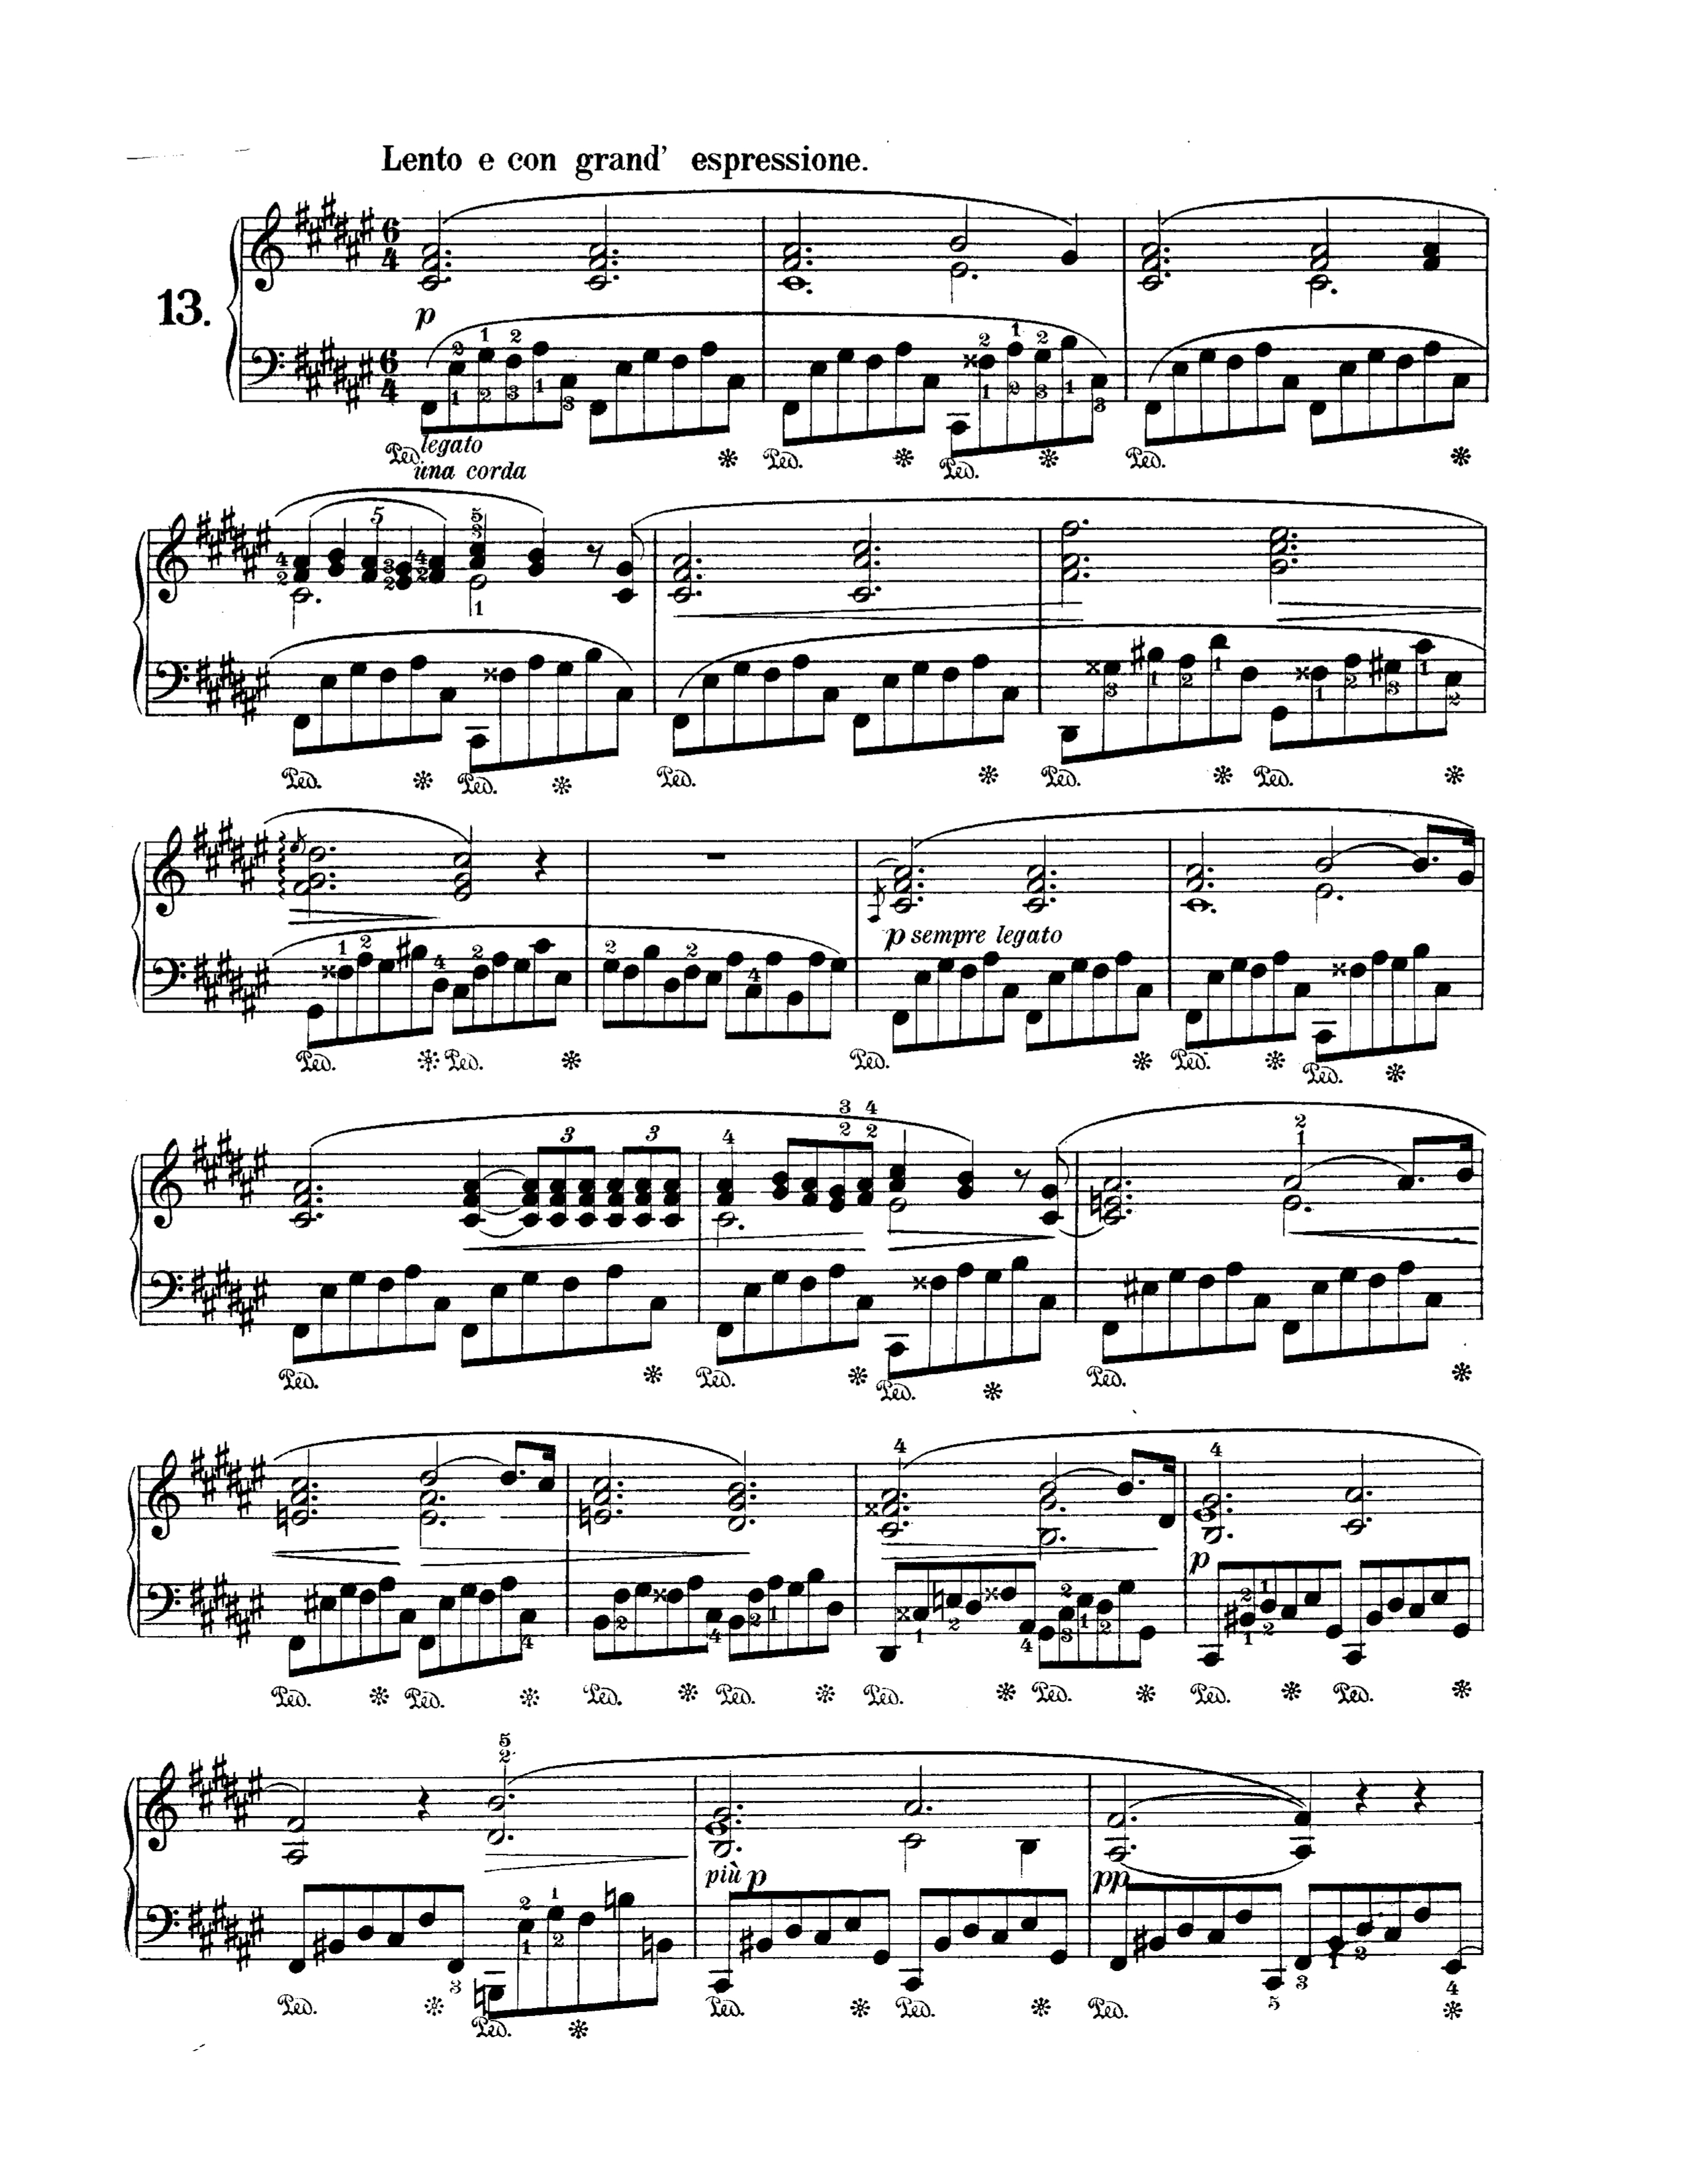 Lento e con grand' espressione.
13.
p
legato
una corda
p sempre legato
p
più p
pp